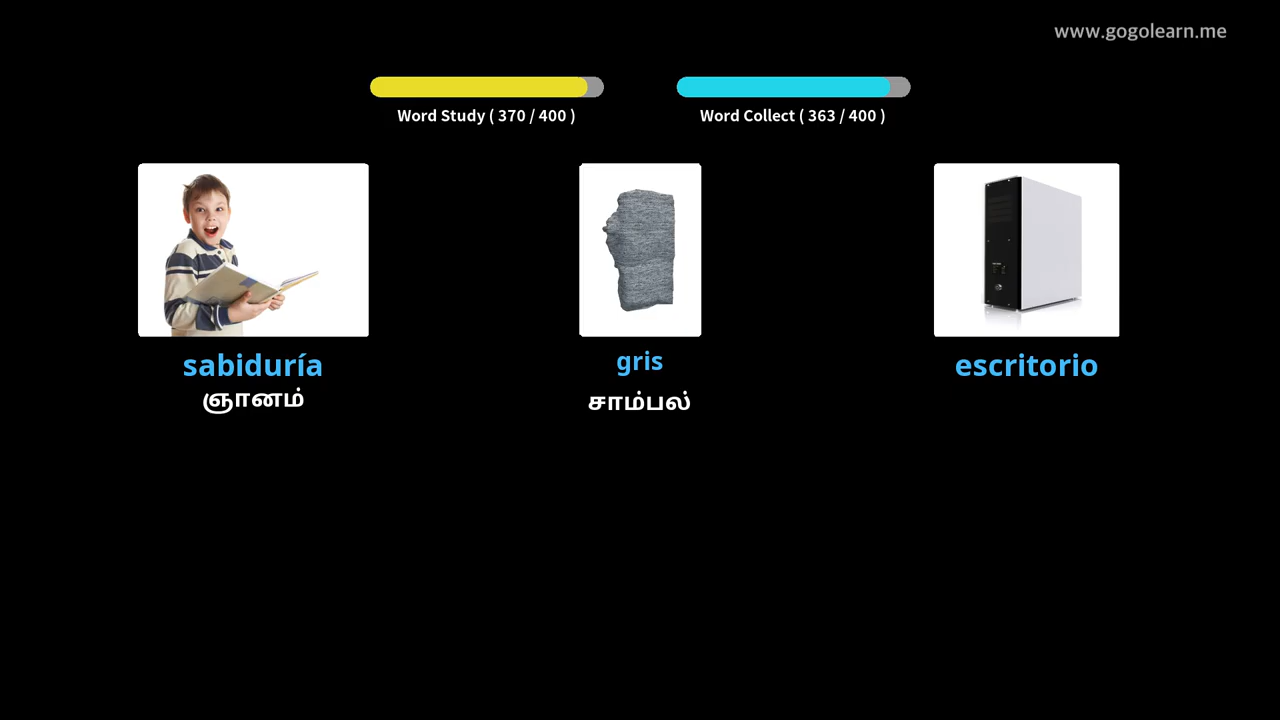 www.gogolearn.me
Word Study ( 370 / 400 )
Word Collect ( 363 / 400 )
sabiduría
ஞானம்
gris
சாம்பல்
escritorio